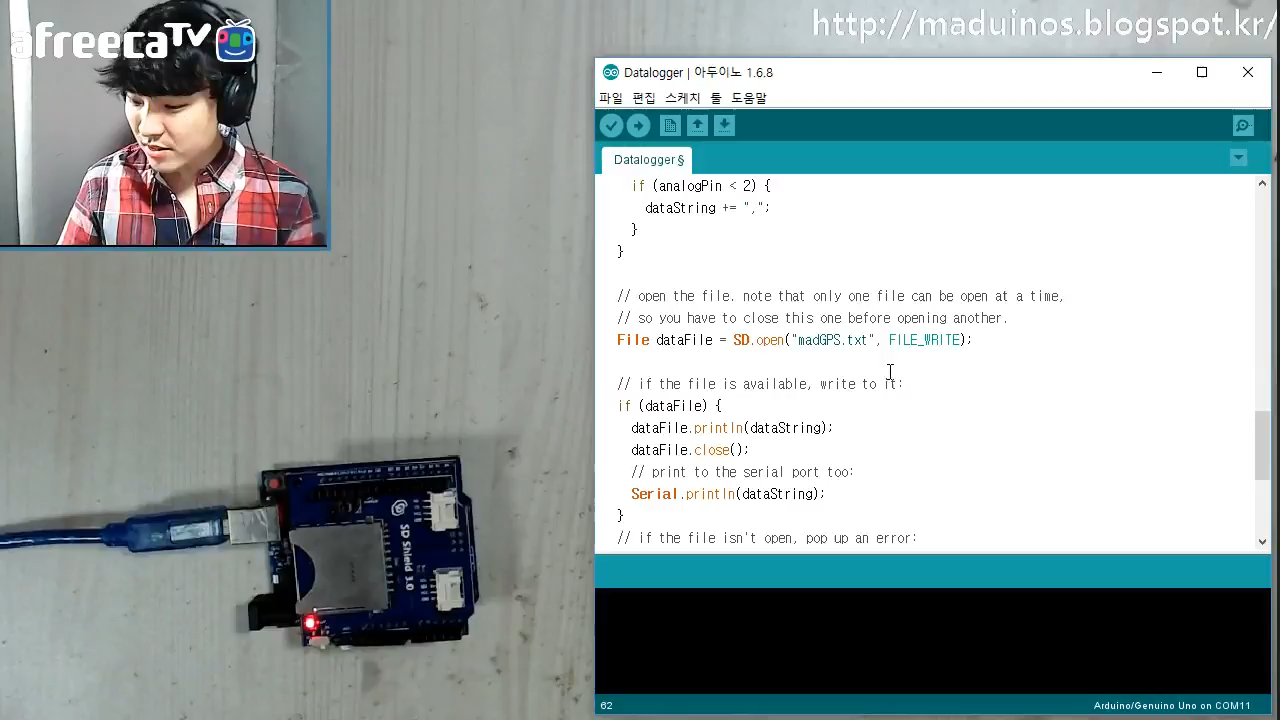 afreecaTV
http://maduinos.blogspot.kr/
Datalogger | 아두이노 1.6.8
파일 편집 스케치 툴 도움말
Datalogger §
if (analogPin < 2) {
dataString += ",";
}
}
// open the file. note that only one file can be open at a time,
// so you have to close this one before opening another.
File dataFile = SD.open("madGPS.txt", FILE_WRITE);
// if the file is available, write to it:
if (dataFile) {
dataFile.println(dataString);
dataFile.close();
// print to the serial port too:
Serial.println(dataString);
}
// if the file isn't open, pop up an error:
62
Arduino/Genuino Uno on COM11
SD Shield 3.0